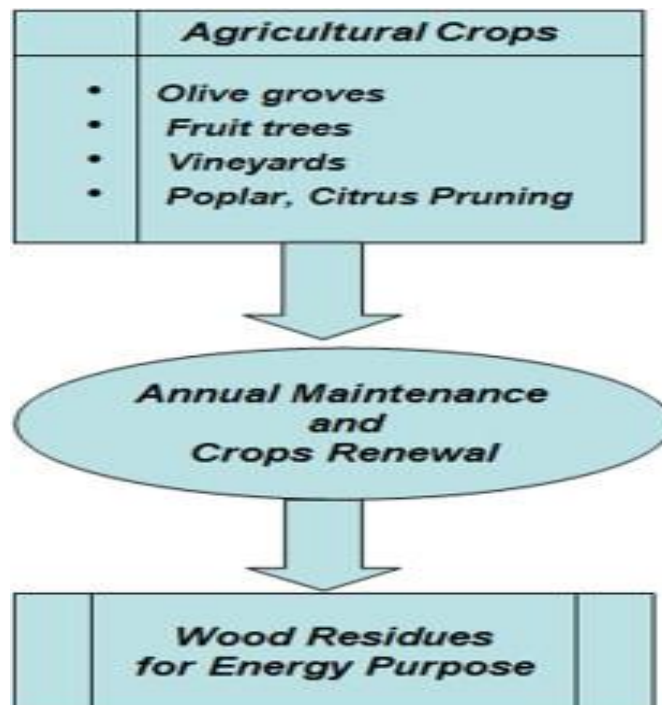 Agricultural Crops
• Olive groves
• Fruit trees
• Vineyards
• Poplar, Citrus Pruning
Annual Maintenance
and
Crops Renewal
Wood Residues
for Energy Purpose